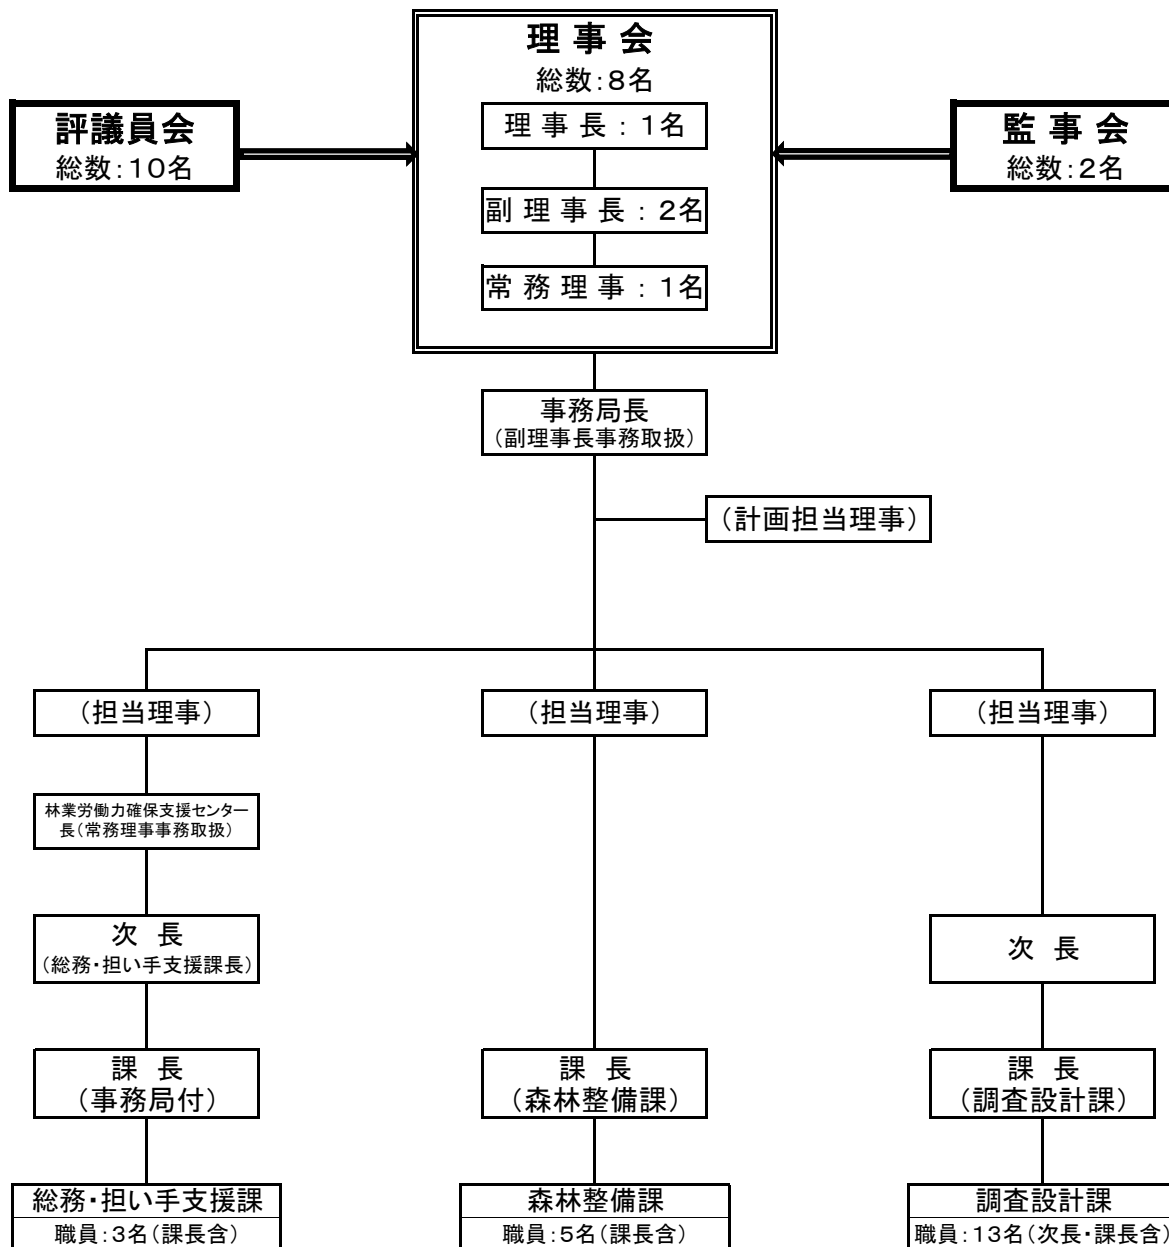 理 事 会
総数:8名
理 事 長 : 1名
副 理 事 長 : 2名
常 務 理 事 : 1名
評議員会
総数:10名
監 事 会
総数:2名
事務局長
(副理事長事務取扱)
(計画担当理事)
(担当理事)
(担当理事)
(担当理事)
林業労働力確保支援センター
長(常務理事事務取扱)
次 長
(総務・担い手支援課長)
次 長
課 長
(事務局付)
課 長
(森林整備課)
課 長
(調査設計課)
総務・担い手支援課
職員:3名(課長含)
森林整備課
職員:5名(課長含)
調査設計課
職員:13名(次長・課長含)